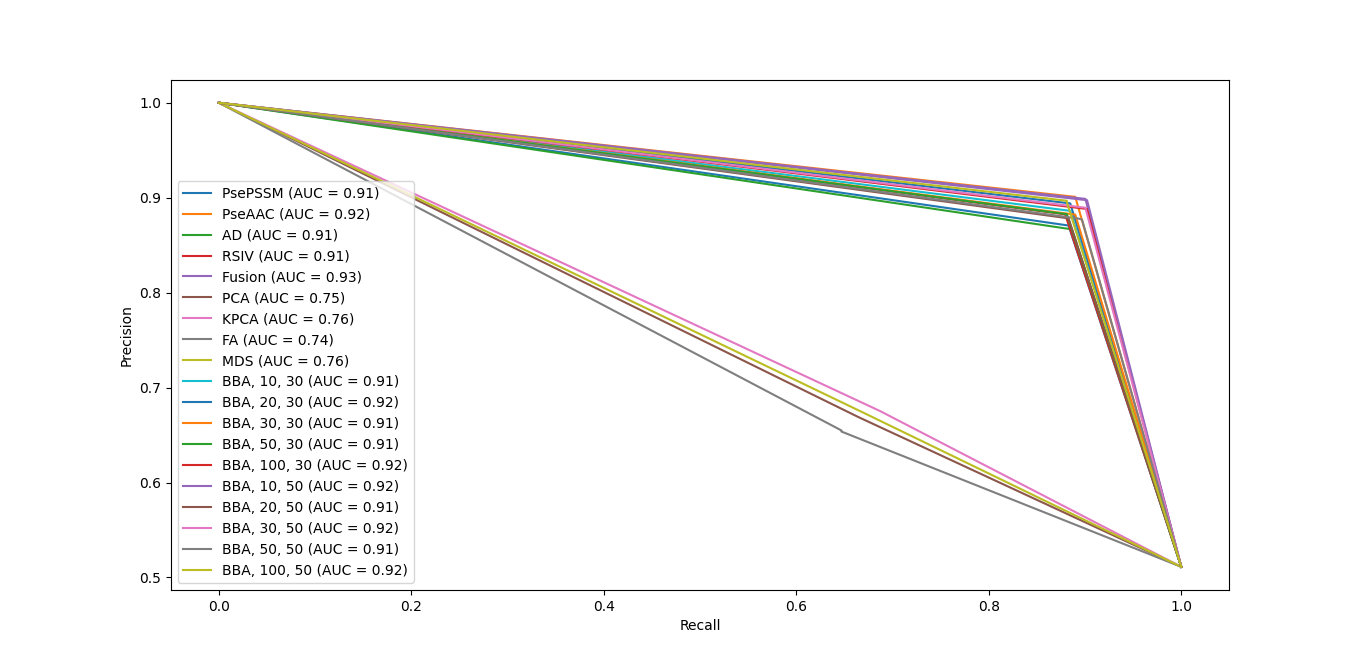 1.0
0.9
0.8
0.7
0.6
0.5
Precision
PsePSSM (AUC = 0.91)
PseAAC (AUC = 0.92)
AD (AUC = 0.91)
RSIV (AUC = 0.91)
Fusion (AUC = 0.93)
PCA (AUC = 0.75)
KPCA (AUC = 0.76)
FA (AUC = 0.74)
MDS (AUC = 0.76)
BBA, 10, 30 (AUC = 0.91)
BBA, 20, 30 (AUC = 0.92)
BBA, 30, 30 (AUC = 0.91)
BBA, 50, 30 (AUC = 0.91)
BBA, 100, 30 (AUC = 0.92)
BBA, 10, 50 (AUC = 0.92)
BBA, 20, 50 (AUC = 0.91)
BBA, 30, 50 (AUC = 0.92)
BBA, 50, 50 (AUC = 0.91)
BBA, 100, 50 (AUC = 0.92)
0.0 0.2 0.4 0.6 0.8 1.0
Recall